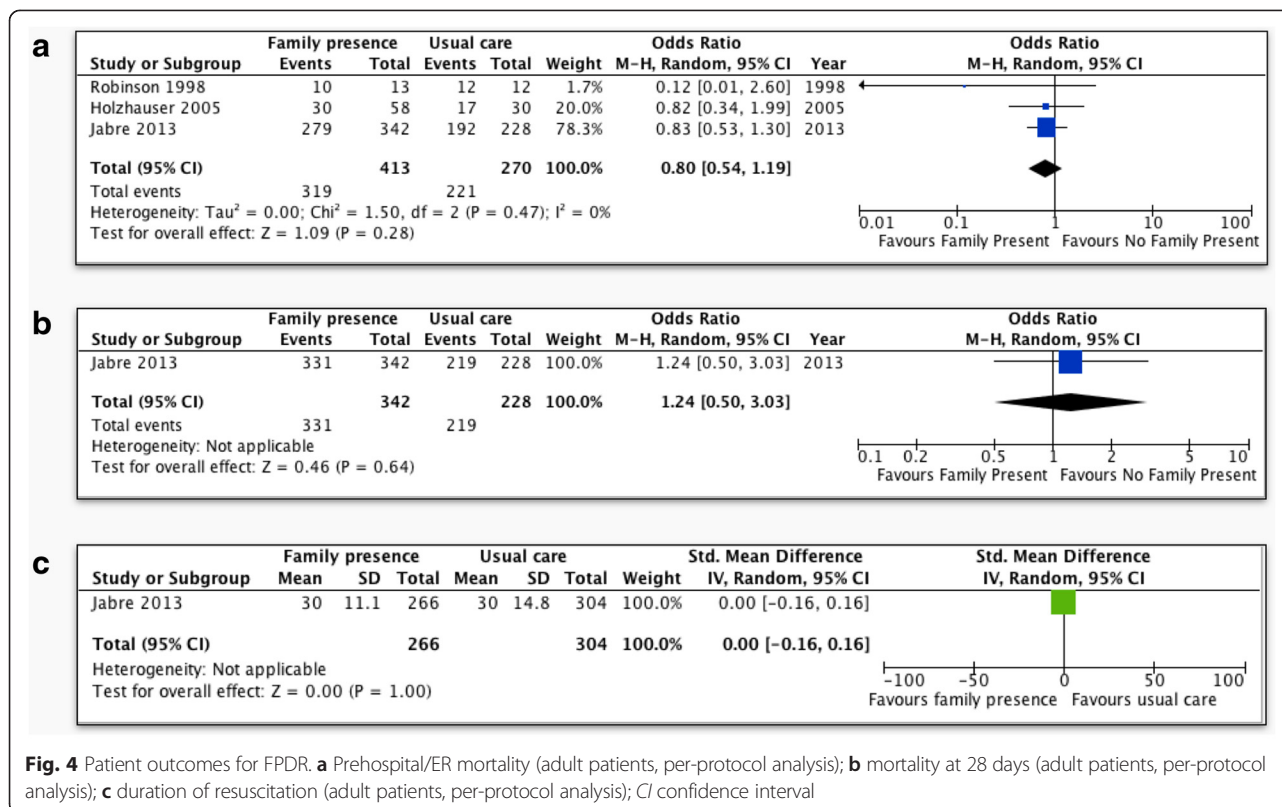 a
Family presence Usual care Odds Ratio Odds Ratio
Study or Subgroup Events Total Events Total Weight M-H, Random, 95% CI Year M-H, Random, 95% CI
Robinson 1998 10 13 12 12 1.7% 0.12 [0.01, 2.60] 1998
Holzhauser 2005 30 58 17 30 20.0% 0.82 [0.34, 1.99] 2005
Jabre 2013 279 342 192 228 78.3% 0.83 [0.53, 1.30] 2013
Total (95% CI) 413 270 100.0% 0.80 [0.54, 1.19]
Total events 319 221
Heterogeneity: Tau² = 0.00; Chi² = 1.50, df = 2 (P = 0.47); I² = 0%
Test for overall effect: Z = 1.09 (P = 0.28)
0.01 0.1 1 10 100
Favours Family Present Favours No Family Present
b
Family presence Usual care Odds Ratio Odds Ratio
Study or Subgroup Events Total Events Total Weight M-H, Random, 95% CI Year M-H, Random, 95% CI
Jabre 2013 331 342 219 228 100.0% 1.24 [0.50, 3.03] 2013
Total (95% CI) 342 228 100.0% 1.24 [0.50, 3.03]
Total events 331 219
Heterogeneity: Not applicable
Test for overall effect: Z = 0.46 (P = 0.64)
0.1 0.2 0.5 1 2 5 10
Favours Family Present Favours No Family Present
c
Family presence Usual care Std. Mean Difference Std. Mean Difference
Study or Subgroup Mean SD Total Mean SD Total Weight IV, Random, 95% CI IV, Random, 95% CI
Jabre 2013 30 11.1 266 30 14.8 304 100.0% 0.00 [-0.16, 0.16]
Total (95% CI) 266 304 100.0% 0.00 [-0.16, 0.16]
Heterogeneity: Not applicable
Test for overall effect: Z = 0.00 (P = 1.00)
-100 -50 0 50 100
Favours family presence Favours usual care
Fig. 4 Patient outcomes for FPDR. a Prehospital/ER mortality (adult patients, per-protocol analysis); b mortality at 28 days (adult patients, per-protocol
analysis); c duration of resuscitation (adult patients, per-protocol analysis); CI confidence interval